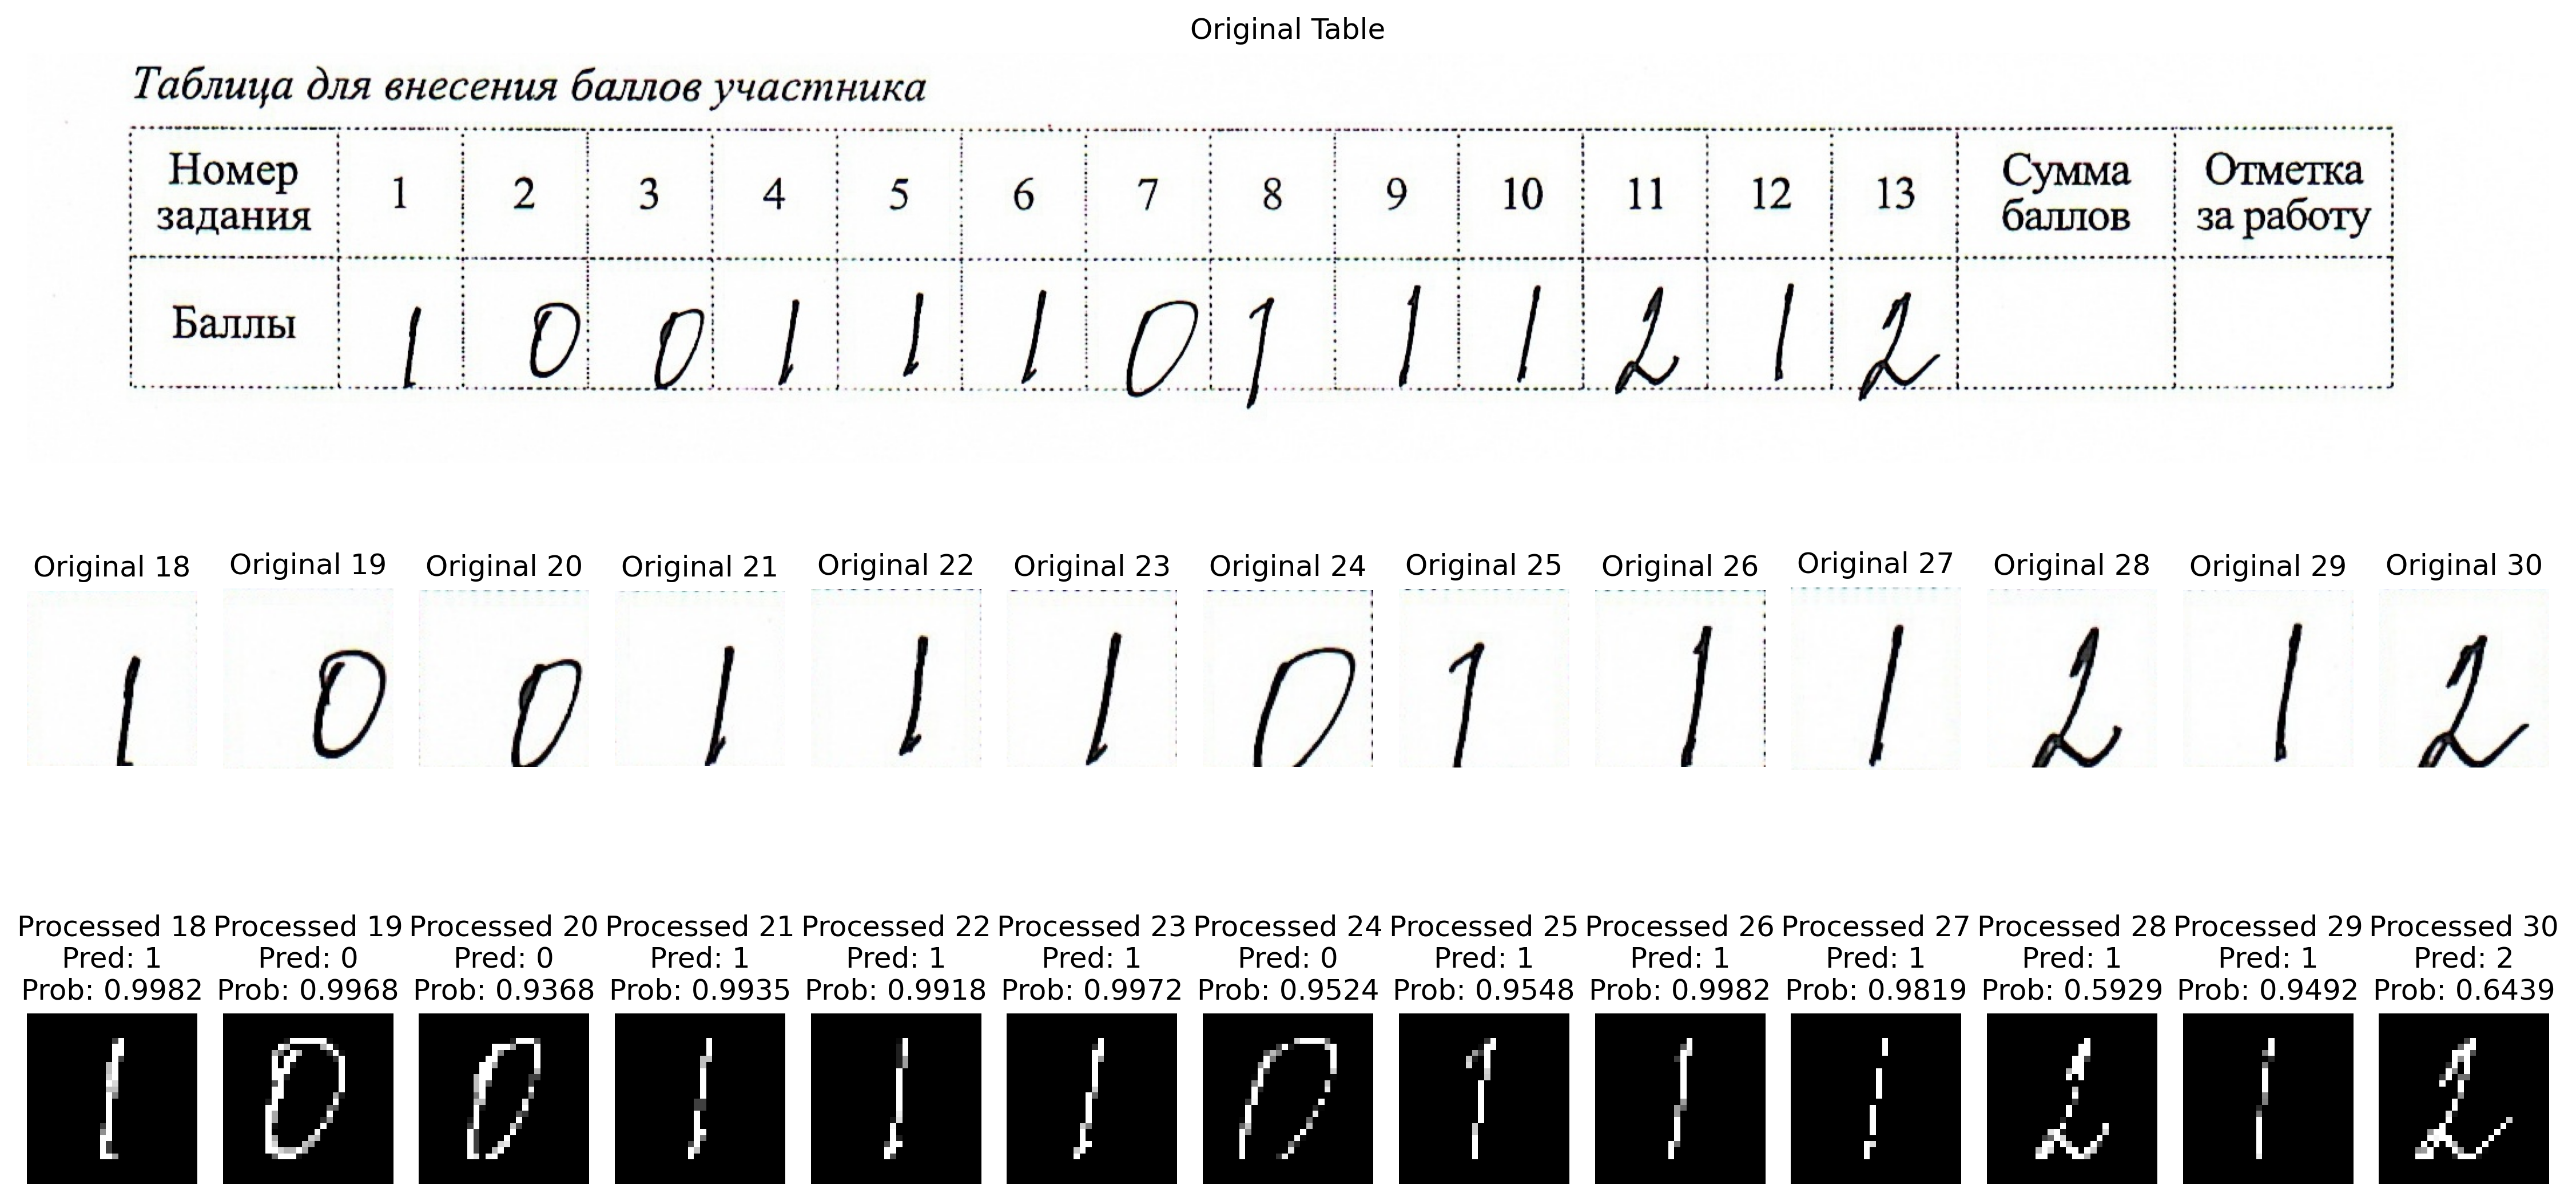 Original Table
Таблица для внесения баллов участника
Номер задания 1 2 3 4 5 6 7 8 9 10 11 12 13 Сумма баллов Отметка за работу
Баллы 1 0 0 1 1 1 0 1 1 1 2 1 2
Original 18 Original 19 Original 20 Original 21 Original 22 Original 23 Original 24 Original 25 Original 26 Original 27 Original 28 Original 29 Original 30
1 0 0 1 1 1 0 1 1 1 2 1 2
Processed 18 Processed 19 Processed 20 Processed 21 Processed 22 Processed 23 Processed 24 Processed 25 Processed 26 Processed 27 Processed 28 Processed 29 Processed 30
Pred: 1 Pred: 0 Pred: 0 Pred: 1 Pred: 1 Pred: 1 Pred: 0 Pred: 1 Pred: 1 Pred: 1 Pred: 1 Pred: 1 Pred: 2
Prob: 0.9982 Prob: 0.9968 Prob: 0.9368 Prob: 0.9935 Prob: 0.9918 Prob: 0.9972 Prob: 0.9524 Prob: 0.9548 Prob: 0.9982 Prob: 0.9819 Prob: 0.5929 Prob: 0.9492 Prob: 0.6439
1 0 0 1 1 1 0 1 1 1 2 1 2